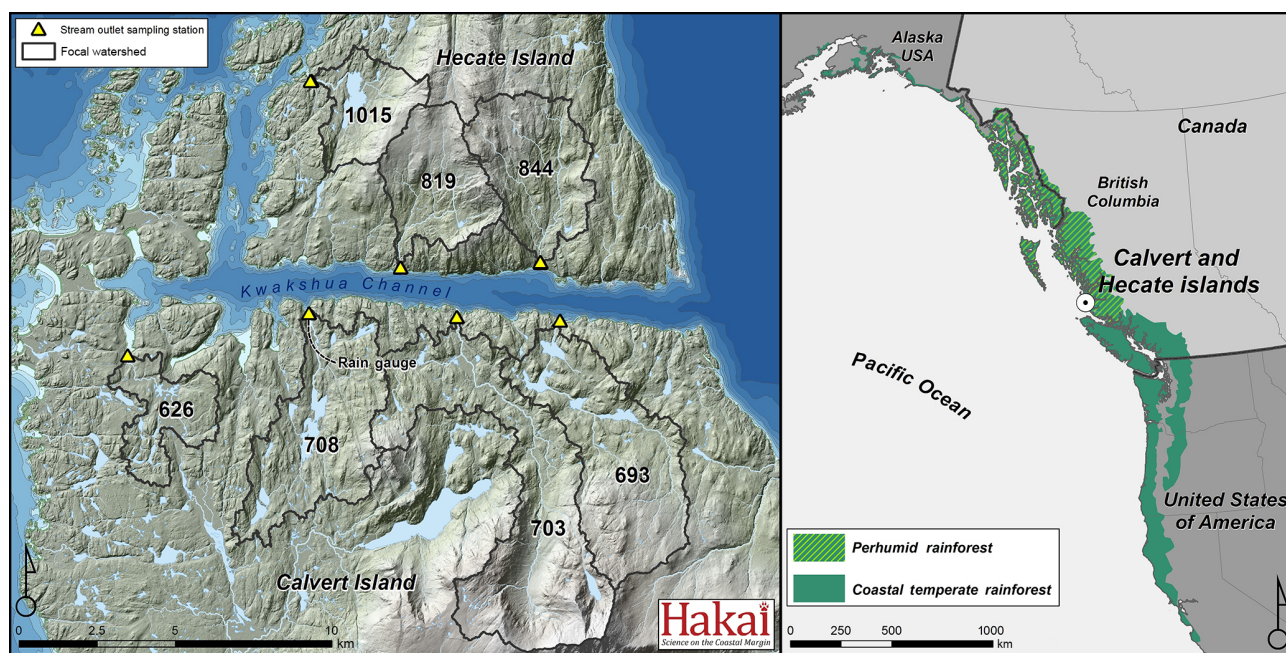 Stream outlet sampling station
Focal watershed
Hecate Island
1015
819
844
Kwakshua Channel
Rain gauge
626
708
693
703
Calvert Island
0 2.5 5 10
km
Hakai
Science on the Coastal Margin
Alaska
USA
Canada
British
Columbia
Calvert and
Hecate islands
Pacific Ocean
United States
of America
Perhumid rainforest
Coastal temperate rainforest
0 250 500 1000
km